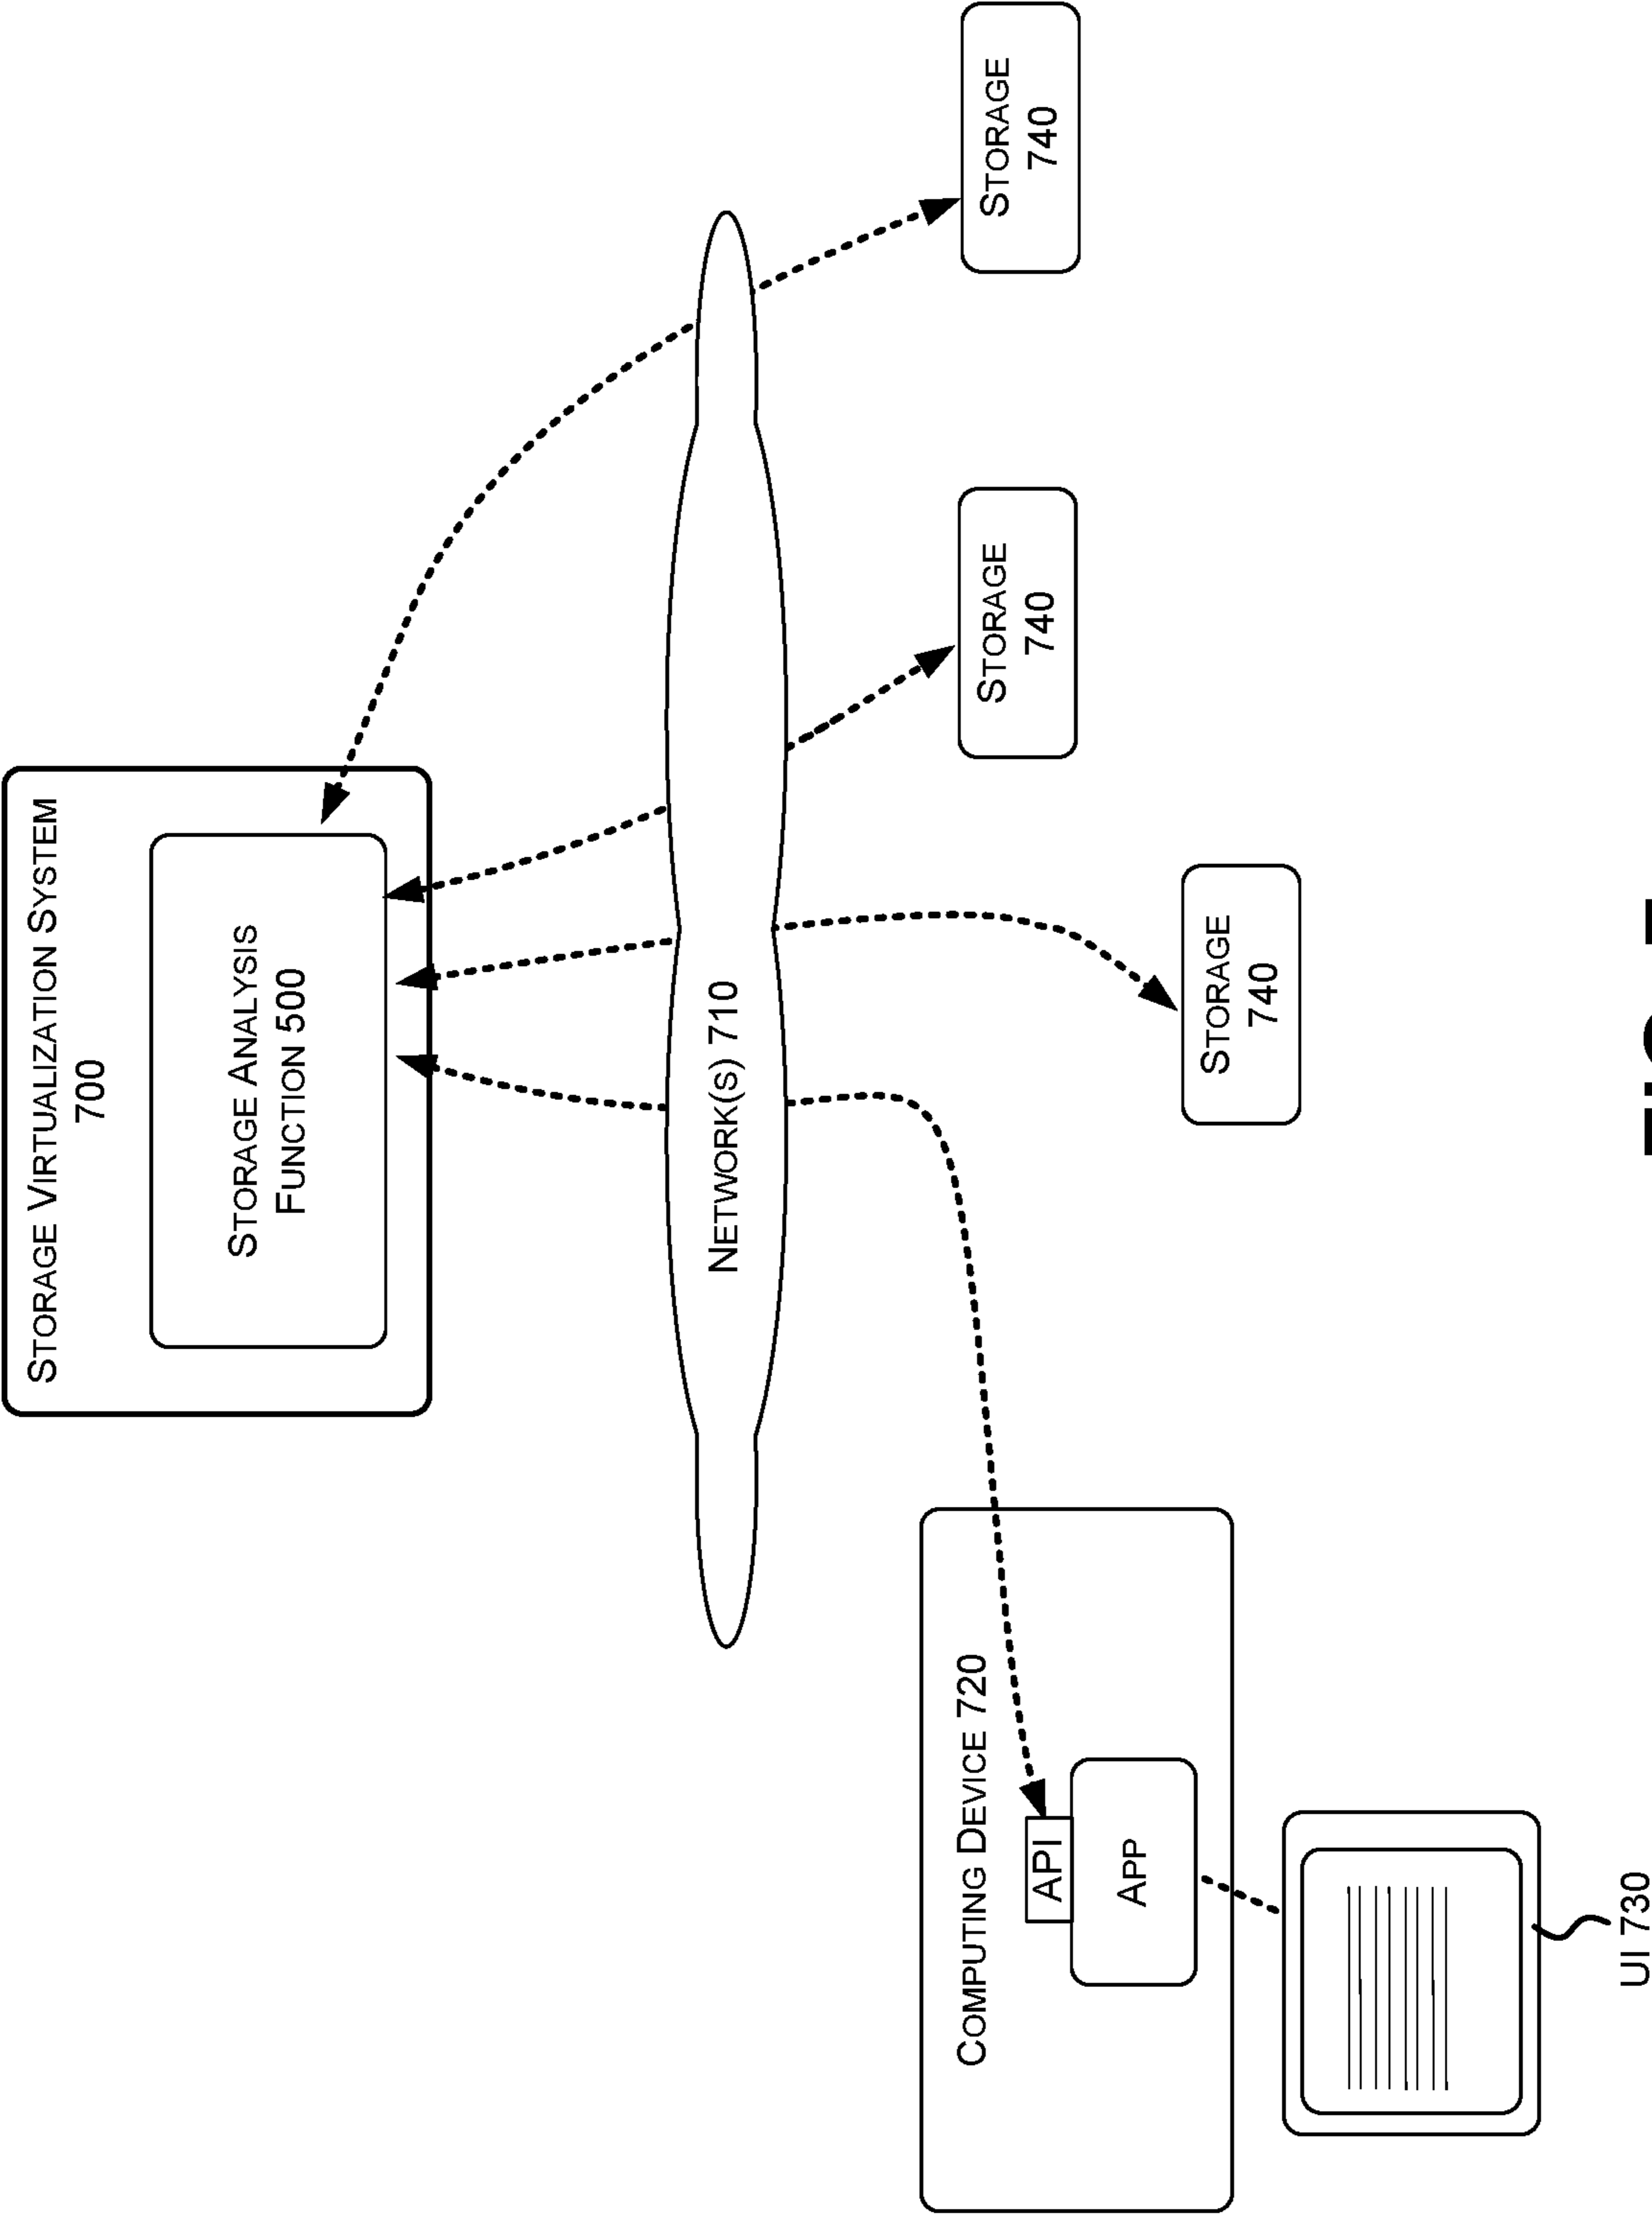 STORAGE VIRTUALIZATION SYSTEM
700
STORAGE ANALYSIS
FUNCTION 500
NETWORK(S) 710
COMPUTING DEVICE 720
API
APP
STORAGE
740
STORAGE
740
STORAGE
740
UI 730